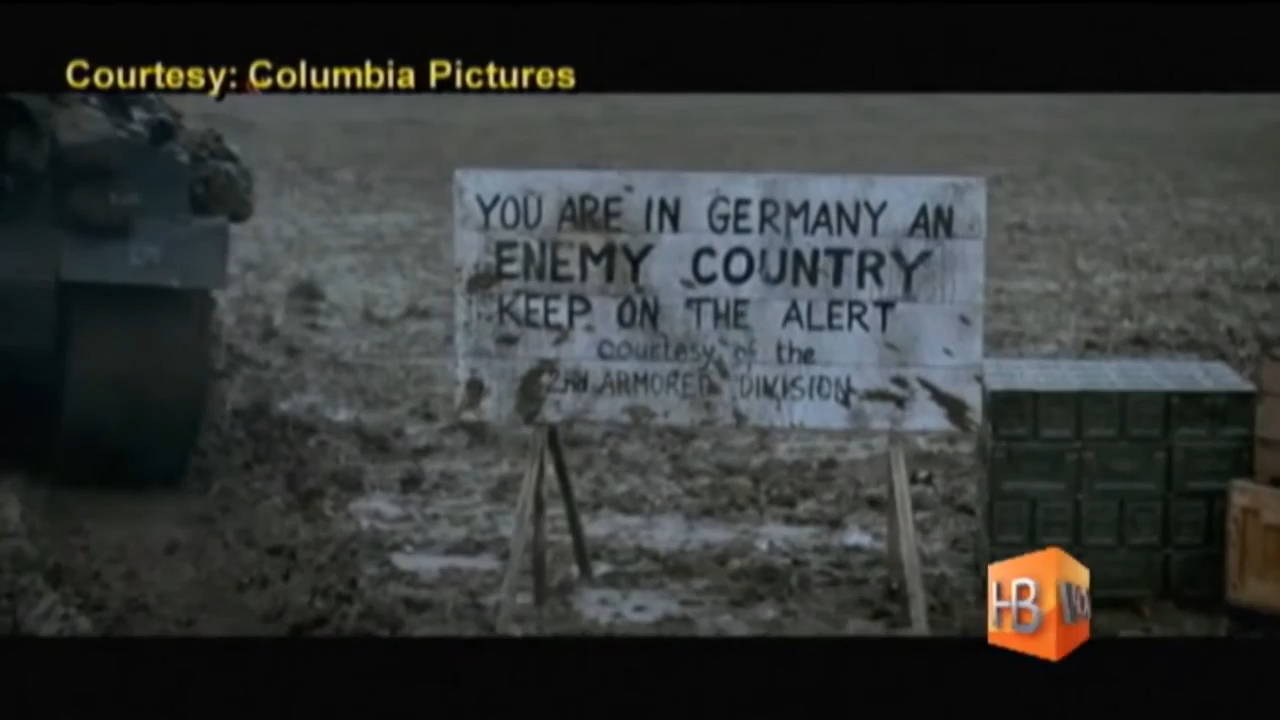 Courtesy: Columbia Pictures
YOU ARE IN GERMANY AN
ENEMY COUNTRY
KEEP ON THE ALERT
courtesy of the
2ND ARMORED DIVISION
HB